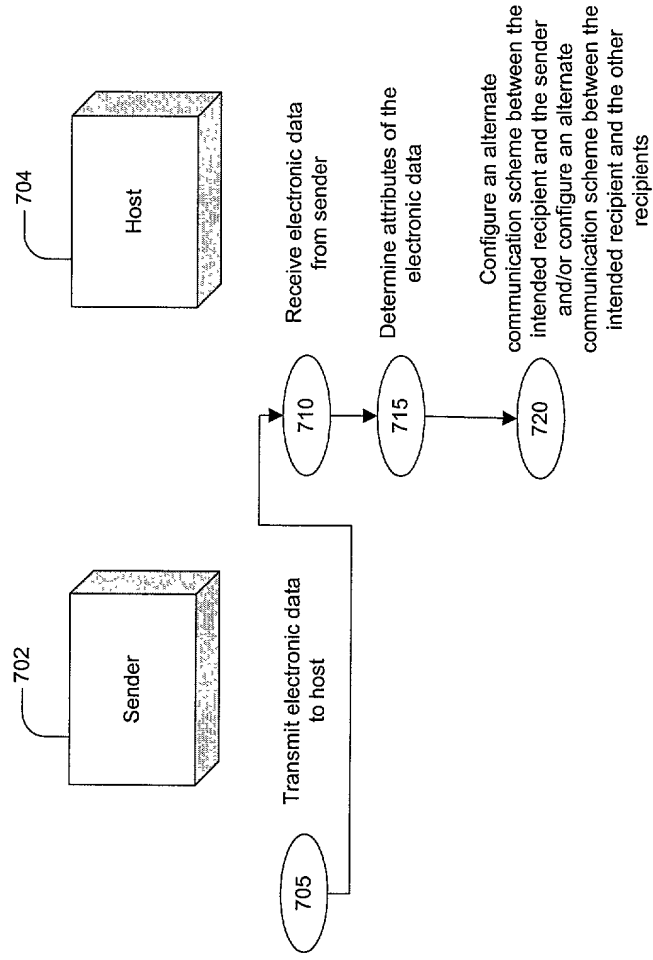 702
Sender
704
Host
705
Transmit electronic data
to host
710
Receive electronic data
from sender
715
Determine attributes of the
electronic data
720
Configure an alternate
communication scheme between the
intended recipient and the sender
and/or configure an alternate
communication scheme between the
intended recipient and the other
recipients